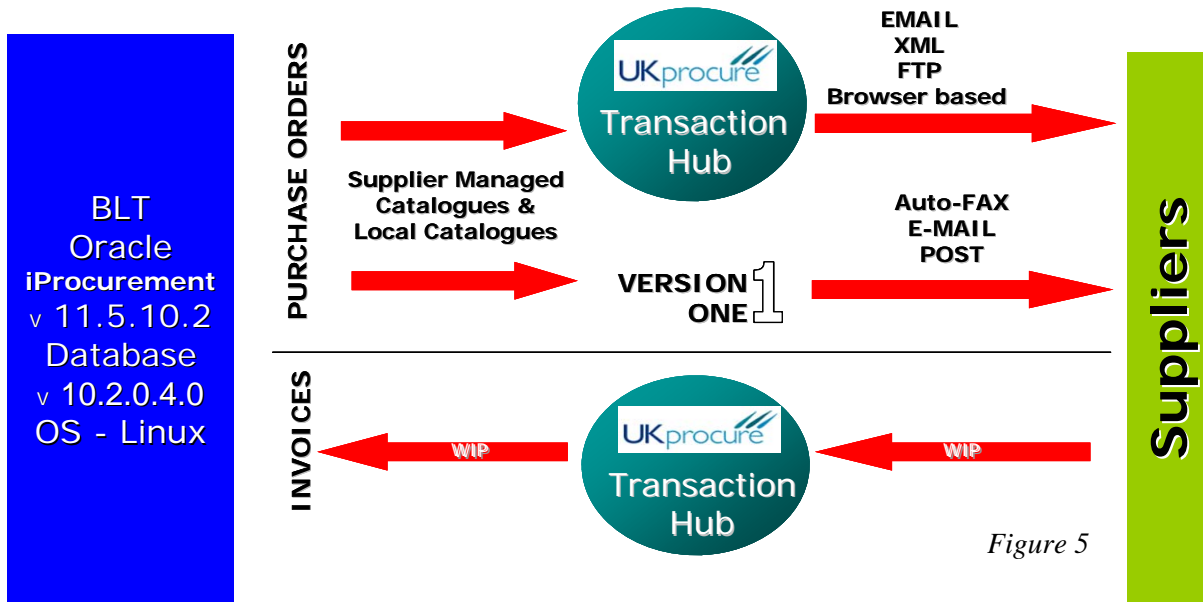 BLT
Oracle
iProcurement
v 11.5.10.2
Database
v 10.2.0.4.0
OS - Linux
PURCHASE ORDERS
UKprocure
Transaction
Hub
EMAIL
XML
FTP
Browser based
Supplier Managed
Catalogues &
Local Catalogues
VERSION
ONE 1
Auto-FAX
E-MAIL
POST
INVOICES
WIP
UKprocure
Transaction
Hub
WIP
Suppliers
Figure 5